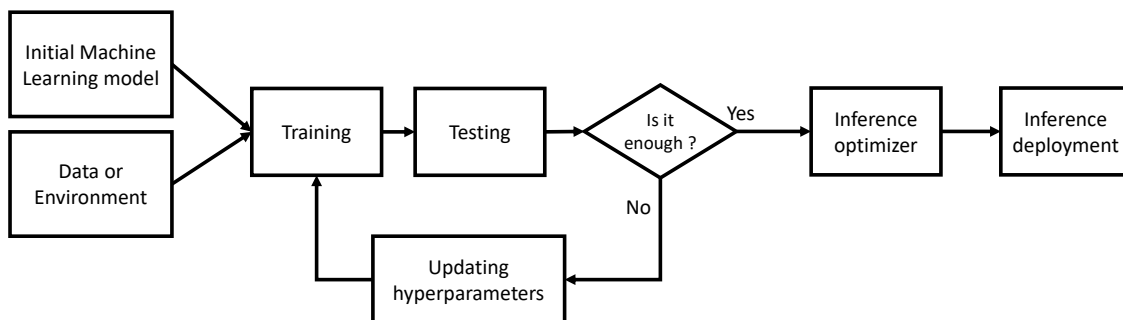 Initial Machine
Learning model
Data or
Environment
Training
Testing
Is it
enough ?
Yes
No
Updating
hyperparameters
Inference
optimizer
Inference
deployment